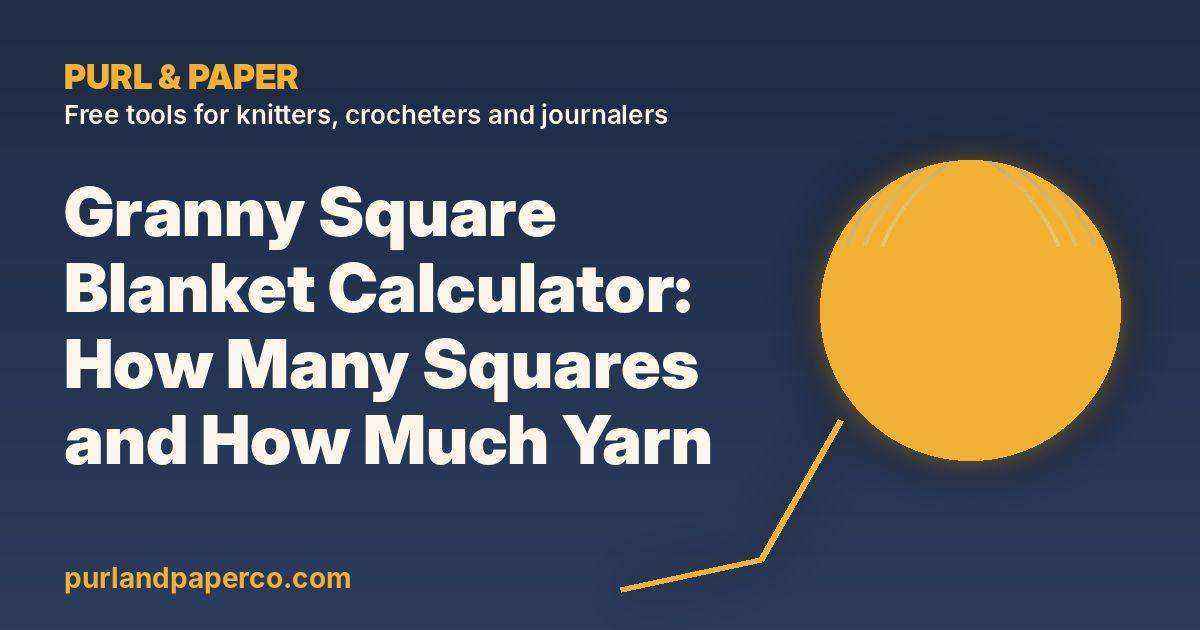 PURL & PAPER
Free tools for knitters, crocheters and journalers
Granny Square
Blanket Calculator:
How Many Squares
and How Much Yarn
purlandpaperco.com